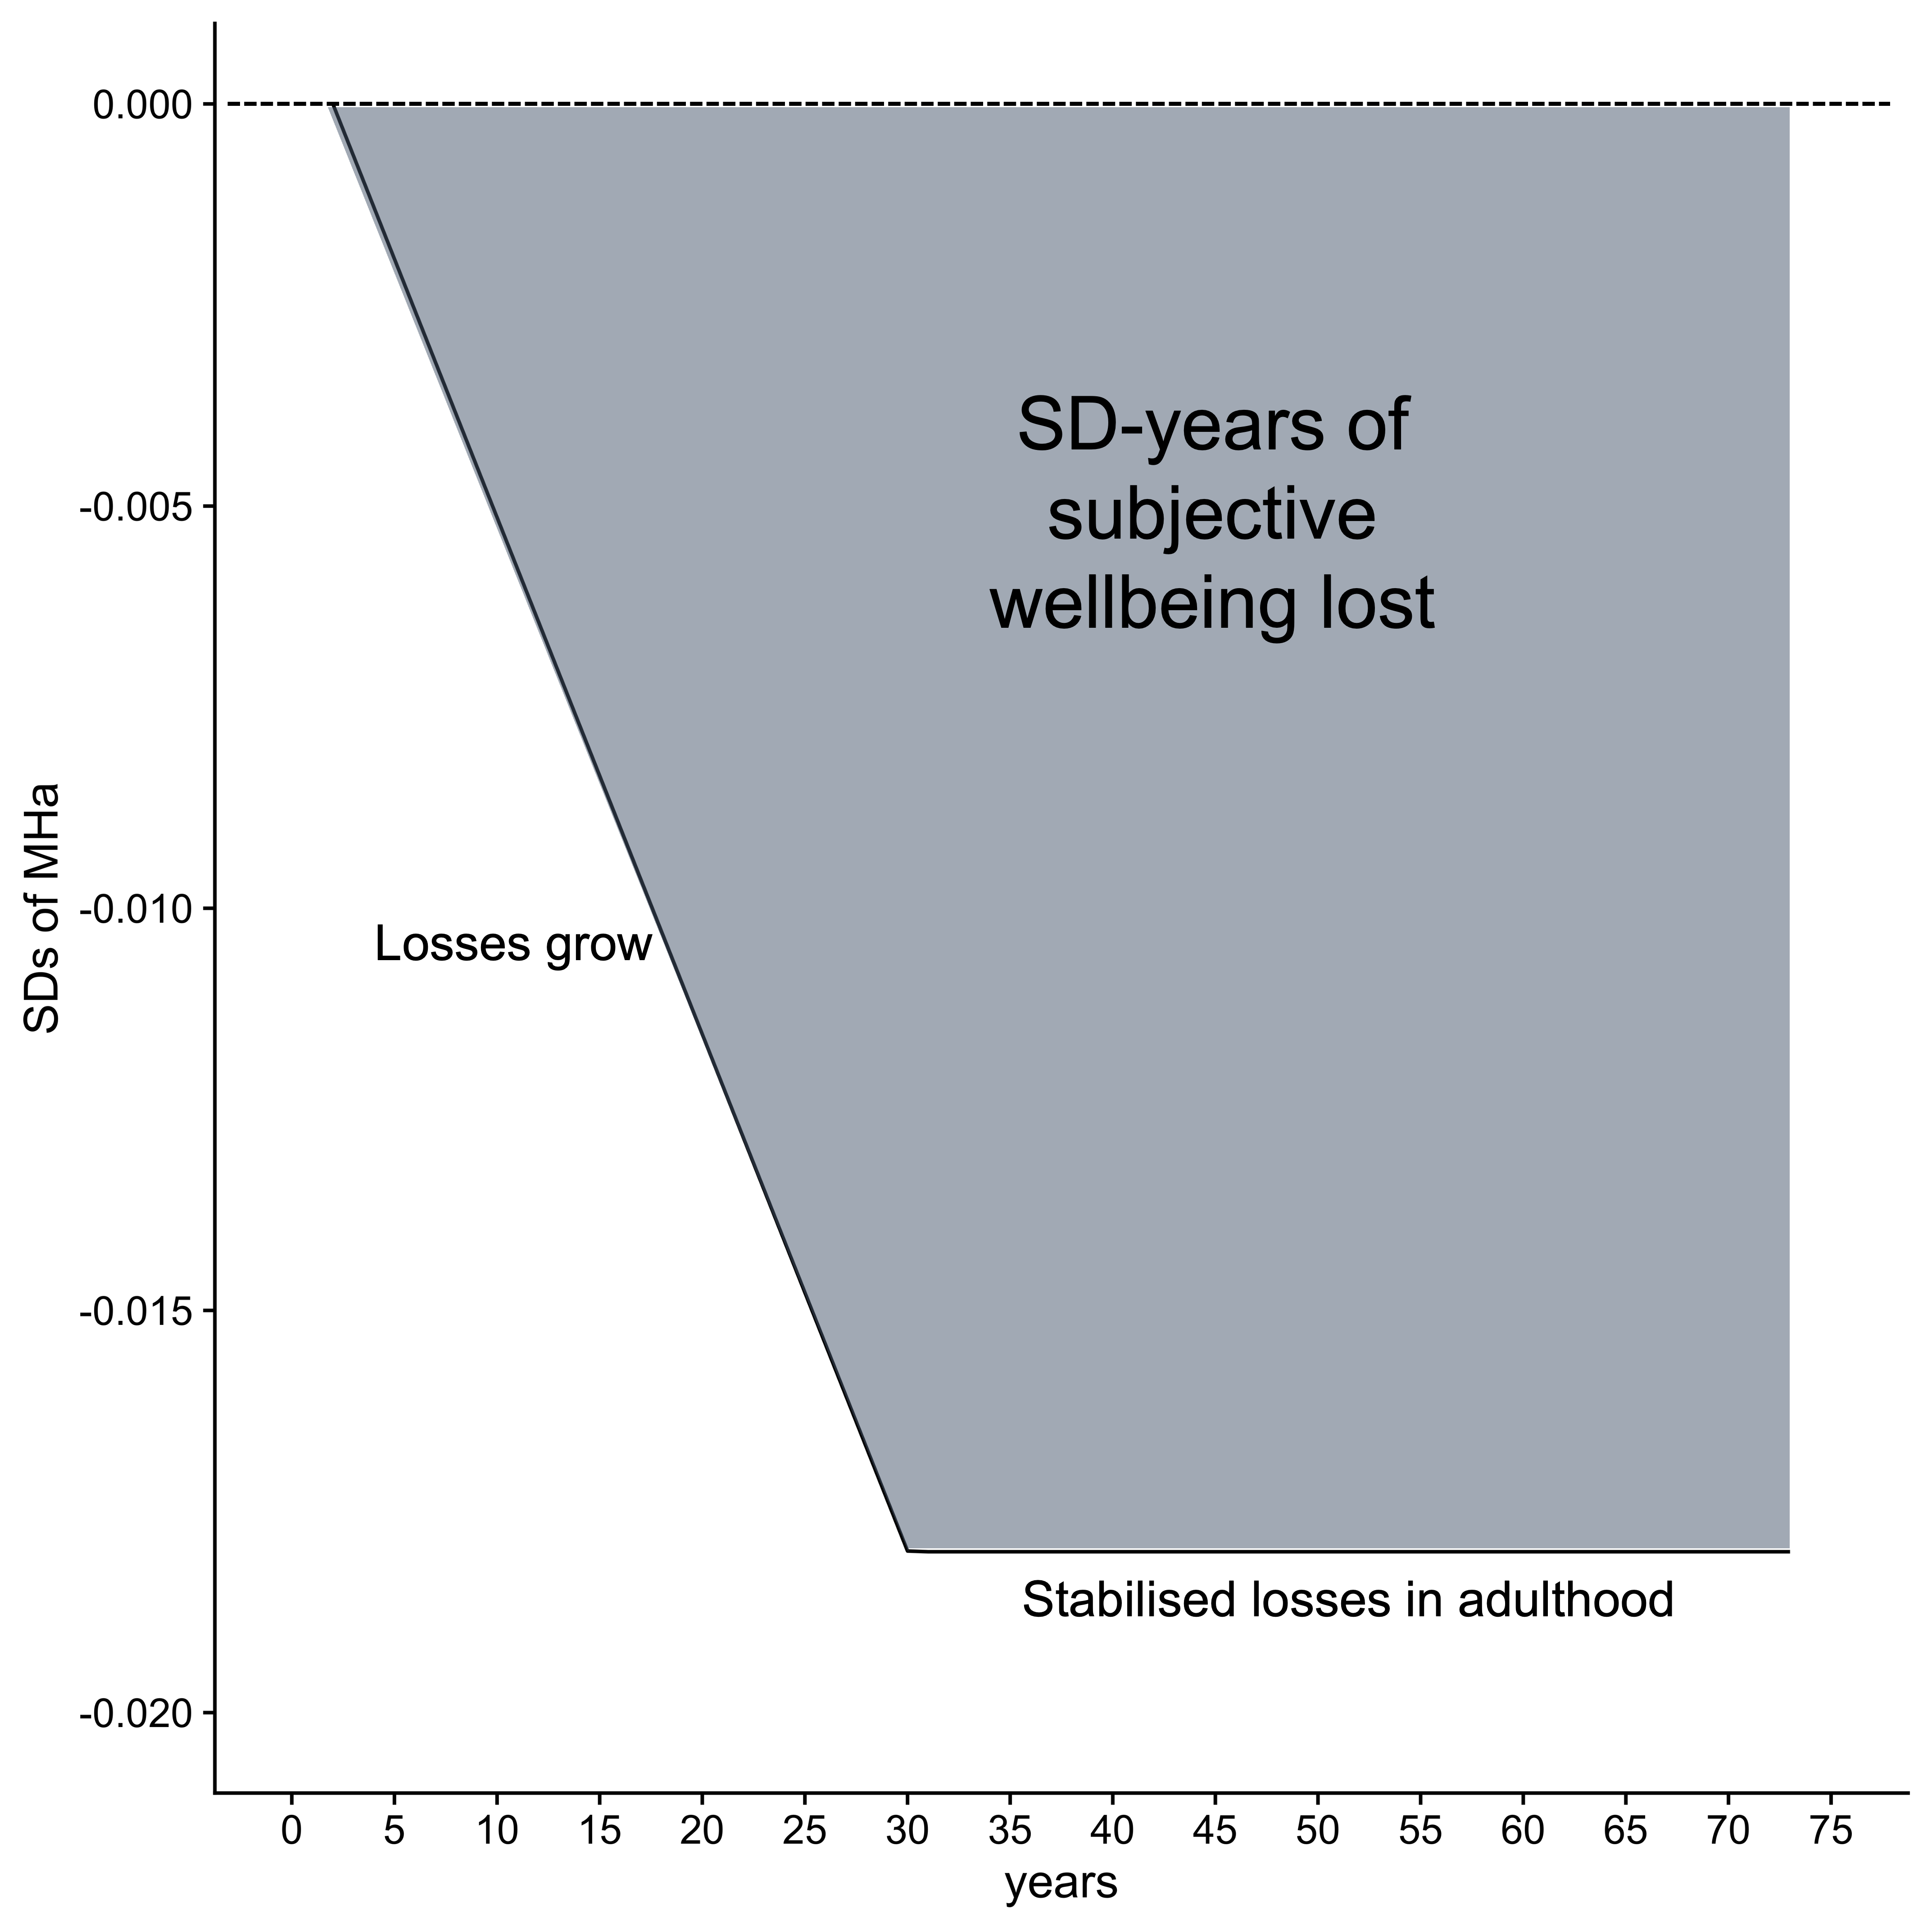 0.000
-0.005
-0.010
-0.015
-0.020
SDs of MHa
SD-years of
subjective
wellbeing lost
Losses grow
Stabilised losses in adulthood
0 5 10 15 20 25 30 35 40 45 50 55 60 65 70 75
years